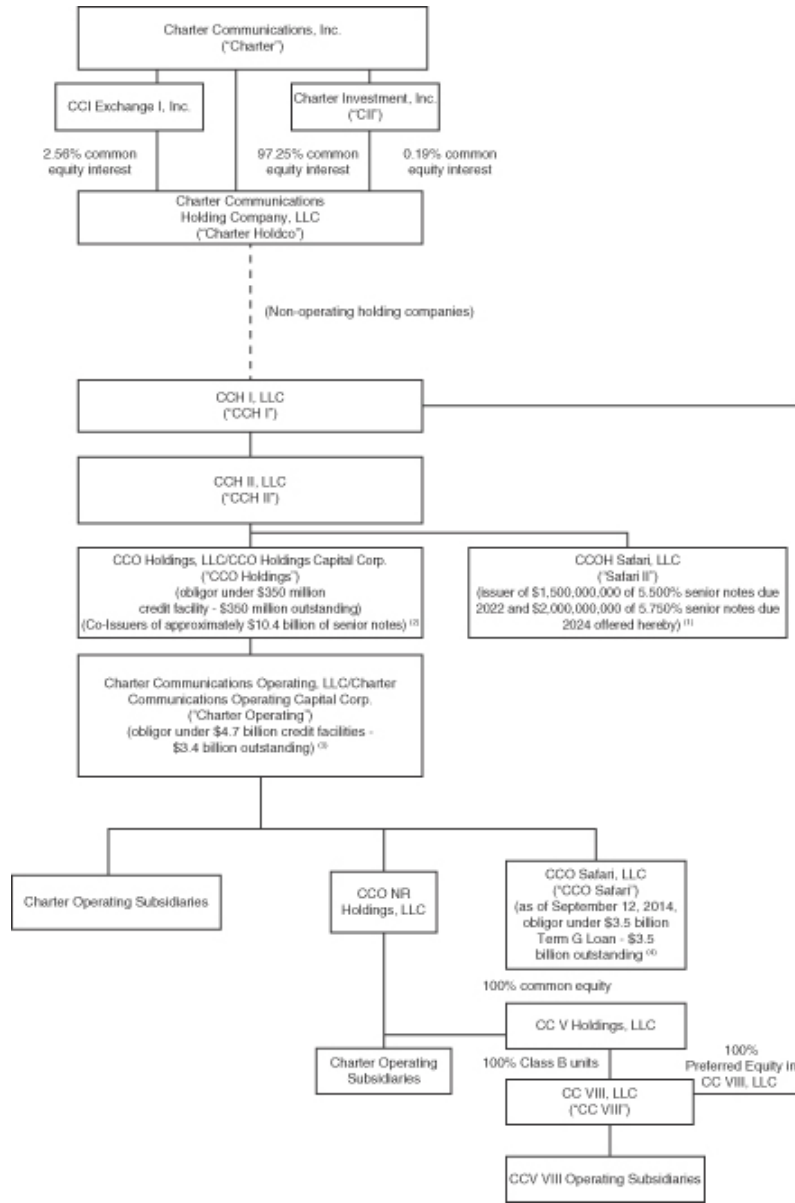 Charter Communications, Inc.
("Charter")
CCI Exchange I, Inc.
Charter Investment, Inc.
("CII")
2.56% common
equity interest
97.25% common
equity interest
0.19% common
equity interest
Charter Communications
Holding Company, LLC
("Charter Holdco")
(Non-operating holding companies)
CCH I, LLC
("CCH I")
CCH II, LLC
("CCH II")
CCO Holdings, LLC/CCO Holdings Capital Corp.
("CCO Holdings")
(obligor under $350 million
credit facility - $350 million outstanding)
(Co-Issuers of approximately $10.4 billion of senior notes) (2)
CCOH Safari, LLC
("Safari II")
(issuer of $1,500,000,000 of 5.500% senior notes due
2022 and $2,000,000,000 of 5.750% senior notes due
2024 offered hereby) (1)
Charter Communications Operating, LLC/Charter
Communications Operating Capital Corp.
("Charter Operating")
(obligor under $4.7 billion credit facilities -
$3.4 billion outstanding) (3)
Charter Operating Subsidiaries
CCO NR
Holdings, LLC
CCO Safari, LLC
("CCO Safari")
(as of September 12, 2014,
obligor under $3.5 billion
Term G Loan - $3.5
billion outstanding (4)
100% common equity
CC V Holdings, LLC
Charter Operating
Subsidiaries
100% Class B units
100%
Preferred Equity in
CC VIII, LLC
CC VIII, LLC
("CC VIII")
CCV VIII Operating Subsidiaries